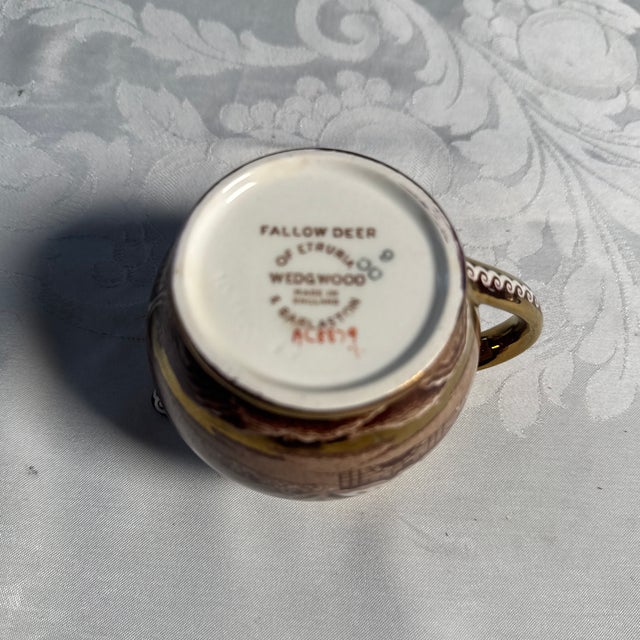 FALLOW DEER
OF ETRURIA
WEDGWOOD
MADE IN
ENGLAND
& BARLASTON